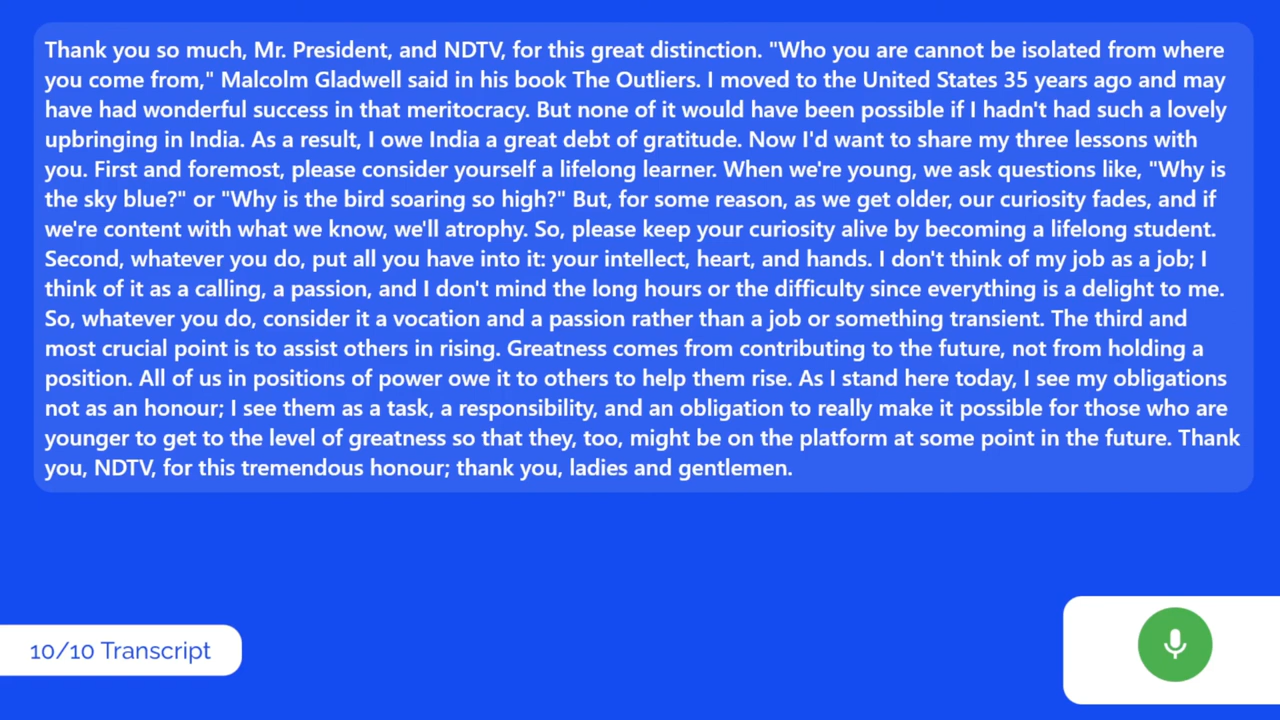 Thank you so much, Mr. President, and NDTV, for this great distinction. "Who you are cannot be isolated from where
you come from," Malcolm Gladwell said in his book The Outliers. I moved to the United States 35 years ago and may
have had wonderful success in that meritocracy. But none of it would have been possible if I hadn't had such a lovely
upbringing in India. As a result, I owe India a great debt of gratitude. Now I'd want to share my three lessons with
you. First and foremost, please consider yourself a lifelong learner. When we're young, we ask questions like, "Why is
the sky blue?" or "Why is the bird soaring so high?" But, for some reason, as we get older, our curiosity fades, and if
we're content with what we know, we'll atrophy. So, please keep your curiosity alive by becoming a lifelong student.
Second, whatever you do, put all you have into it: your intellect, heart, and hands. I don't think of my job as a job; I
think of it as a calling, a passion, and I don't mind the long hours or the difficulty since everything is a delight to me.
So, whatever you do, consider it a vocation and a passion rather than a job or something transient. The third and
most crucial point is to assist others in rising. Greatness comes from contributing to the future, not from holding a
position. All of us in positions of power owe it to others to help them rise. As I stand here today, I see my obligations
not as an honour; I see them as a task, a responsibility, and an obligation to really make it possible for those who are
younger to get to the level of greatness so that they, too, might be on the platform at some point in the future. Thank
you, NDTV, for this tremendous honour; thank you, ladies and gentlemen.
10/10 Transcript